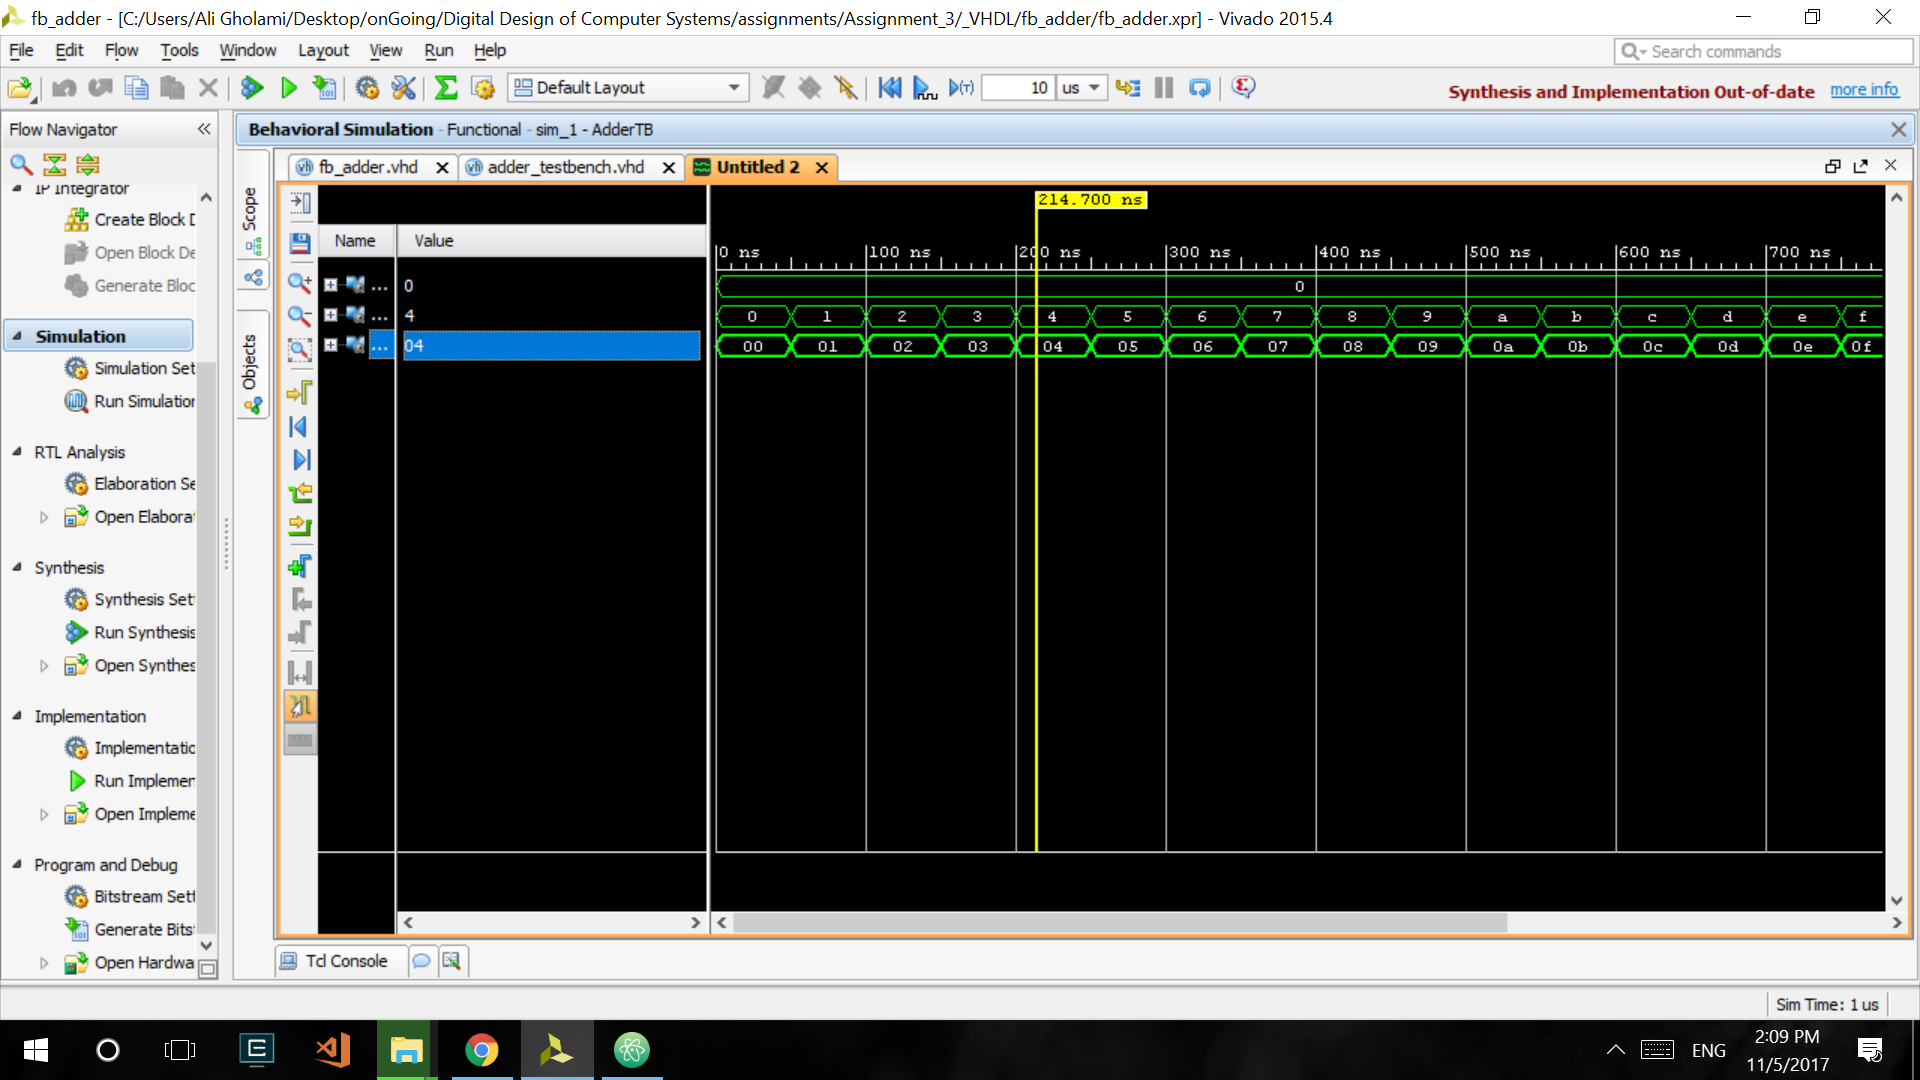 fb_adder - [C:/Users/Ali Gholami/Desktop/onGoing/Digital Design of Computer Systems/assignments/Assignment_3/_VHDL/fb_adder/fb_adder.xpr] - Vivado 2015.4
File Edit Flow Tools Window Layout View Run Help
Search commands
Default Layout 10 us Synthesis and Implementation Out-of-date more info
Flow Navigator
Behavioral Simulation - Functional - sim_1 - AdderTB
fb_adder.vhd adder_testbench.vhd Untitled 2
IP Integrator
Create Block D
Open Block De
Generate Bloc
Simulation
Simulation Set
Run Simulation
RTL Analysis
Elaboration Se
Open Elaborat
Synthesis
Synthesis Sett
Run Synthesis
Open Synthes
Implementation
Implementatio
Run Implemen
Open Impleme
Program and Debug
Bitstream Sett
Generate Bits
Open Hardwa
Scope
Objects
Name Value
... 0
... 4
... 04
214.700 ns
0 ns 100 ns 200 ns 300 ns 400 ns 500 ns 600 ns 700 ns
0
0 1 2 3 4 5 6 7 8 9 a b c d e f
00 01 02 03 04 05 06 07 08 09 0a 0b 0c 0d 0e 0f
Tcl Console
Sim Time: 1 us
ENG
2:09 PM
11/5/2017